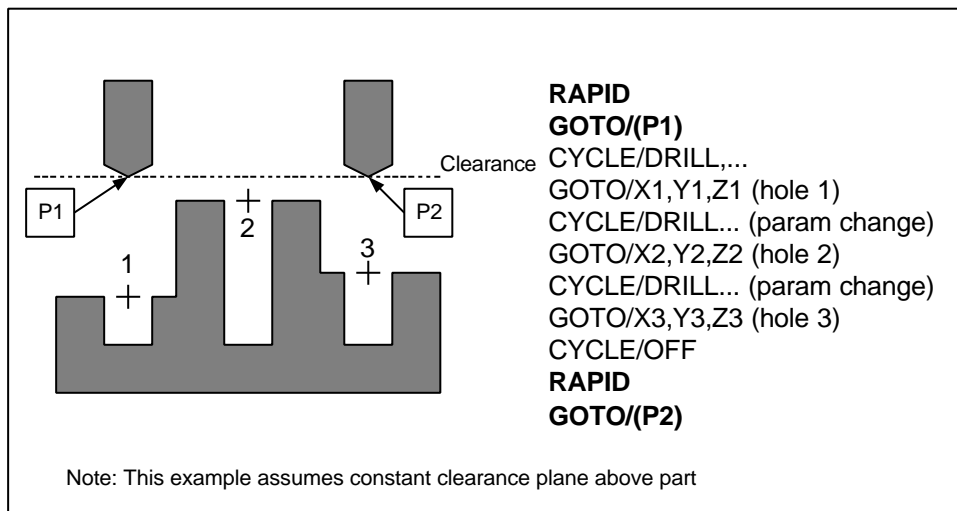 Clearance
P1
P2
1
2
3
RAPID
GOTO/(P1)
CYCLE/DRILL,...
GOTO/X1,Y1,Z1 (hole 1)
CYCLE/DRILL... (param change)
GOTO/X2,Y2,Z2 (hole 2)
CYCLE/DRILL... (param change)
GOTO/X3,Y3,Z3 (hole 3)
CYCLE/OFF
RAPID
GOTO/(P2)
Note: This example assumes constant clearance plane above part